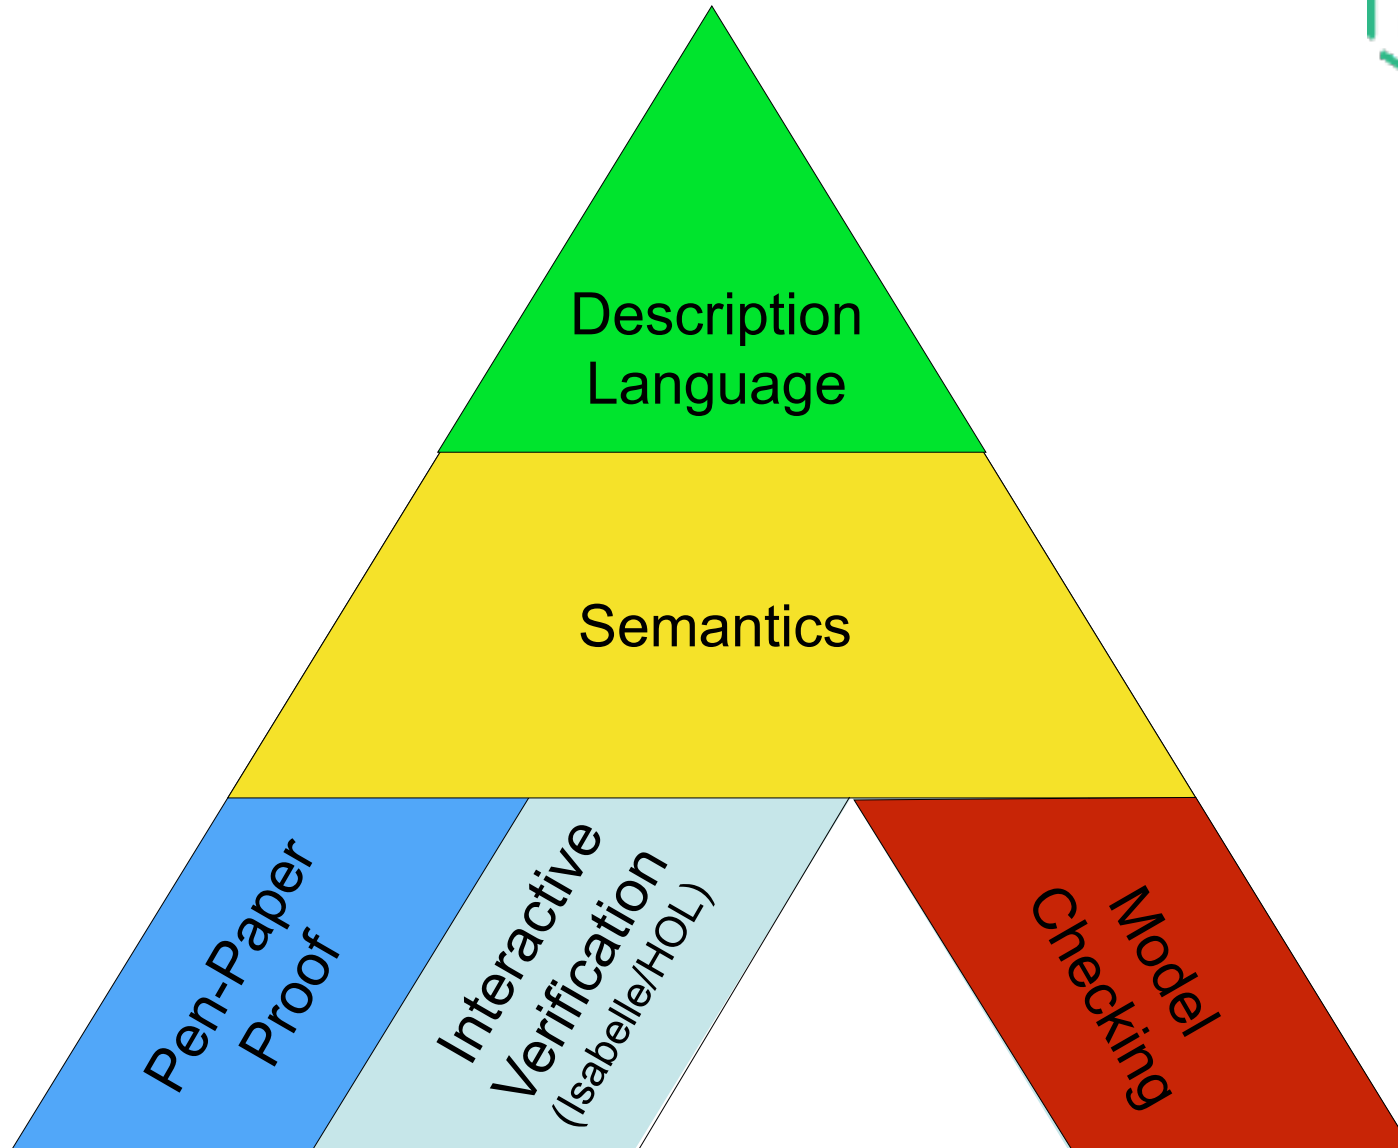 Description
Language
Semantics
Pen-Paper
Proof
Interactive
Verification
(Isabelle/HOL)
Model
Checking